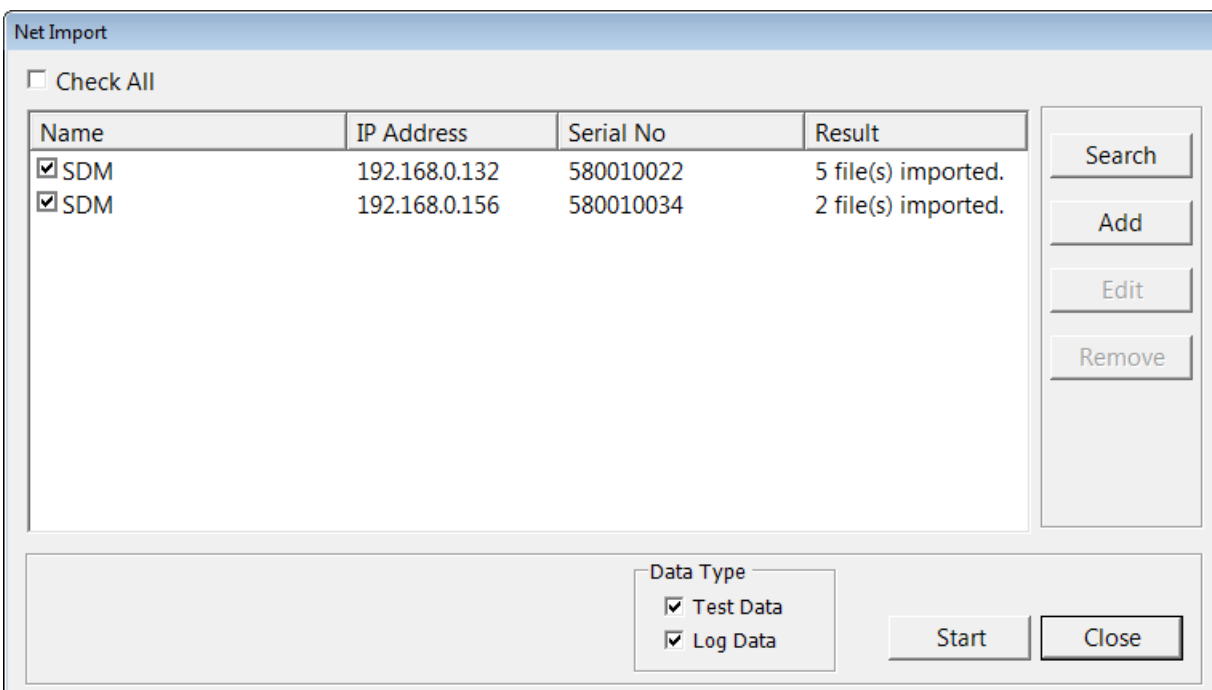 Net Import
Check All
Name IP Address Serial No Result
SDM 192.168.0.132 580010022 5 file(s) imported.
SDM 192.168.0.156 580010034 2 file(s) imported.
Search
Add
Edit
Remove
Data Type
Test Data
Log Data
Start Close